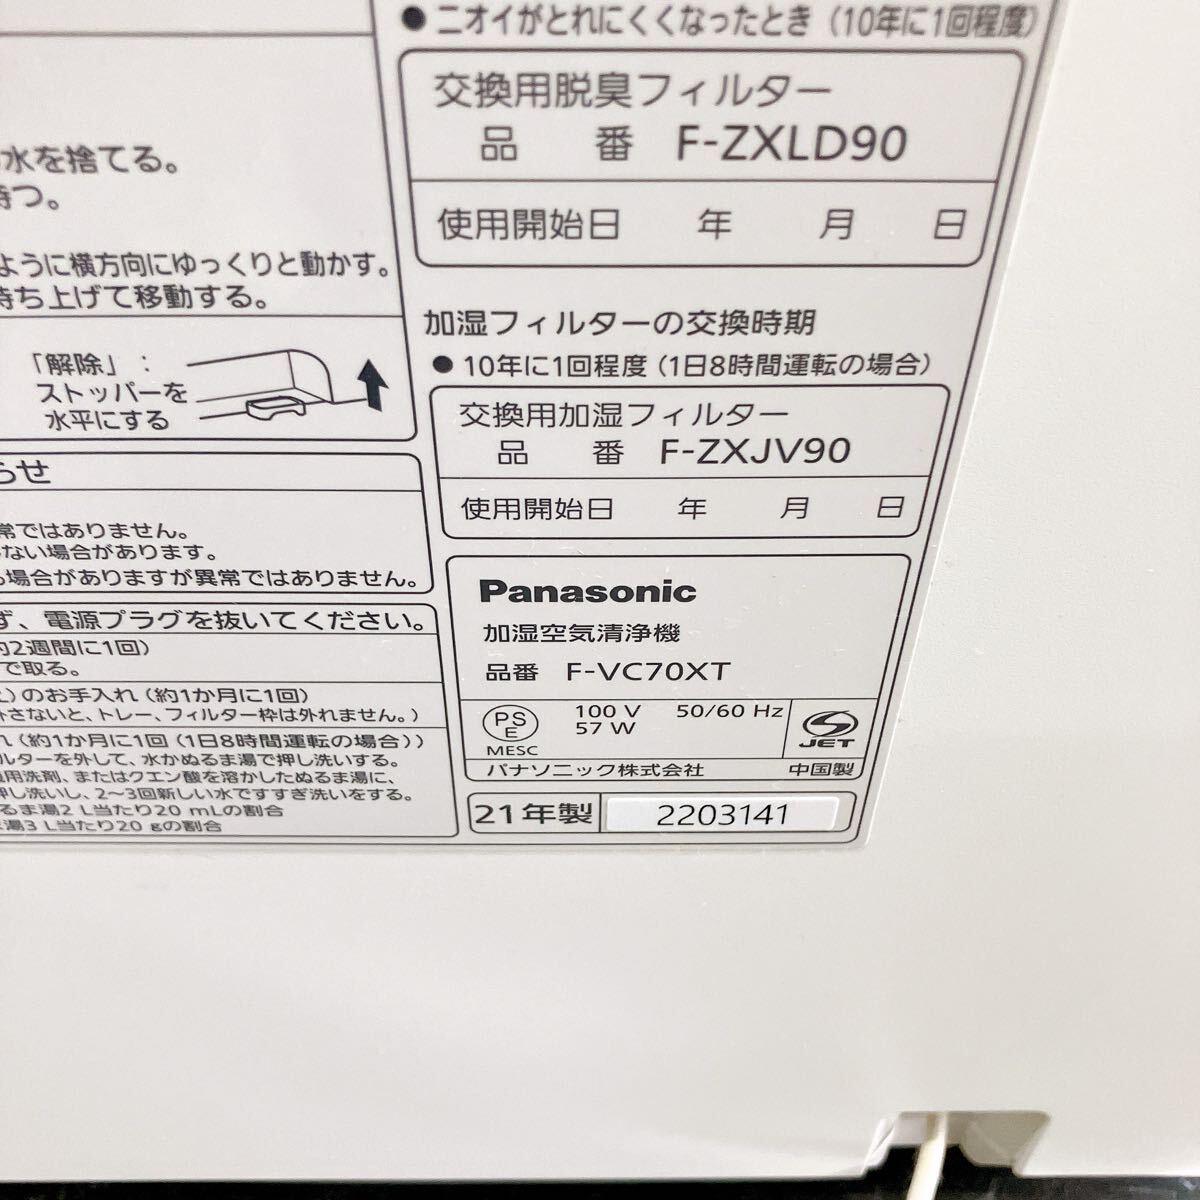 水を捨てる。
つ。
ように横方向にゆっくりと動かす。
持ち上げて移動する。
「解除」：
ストッパーを
水平にする
らせ
常ではありません。
ない場合があります。
場合がありますが異常ではありません。
ず、電源プラグを抜いてください。
約2週間に1回)
で取る。
のお手入れ (約1か月に1回)
外さないと、トレー、フィルター枠は外れません。)
れ (約1か月に1回 (1日8時間運転の場合))
ルターを外して、水かぬるま湯で押し洗いする。
用洗剤、またはクエン酸を溶かしたぬるま湯に、
押し洗いし、2〜3回新しい水ですすぎ洗いをする。
るま湯2 L当たり20 mLの割合
ま湯3 L当たり20 gの割合
● ニオイがとれにくくなったとき (10年に1回程度)
交換用脱臭フィルター
品 番 F-ZXLD90
使用開始日 年 月 日
加湿フィルターの交換時期
● 10年に1回程度 (1日8時間運転の場合)
交換用加湿フィルター
品 番 F-ZXJV90
使用開始日 年 月 日
Panasonic
加湿空気清浄機
品番 F-VC70XT
PS
E
MESC
100 V 50/60 Hz
57 W
JET
パナソニック株式会社 中国製
21年製 2203141